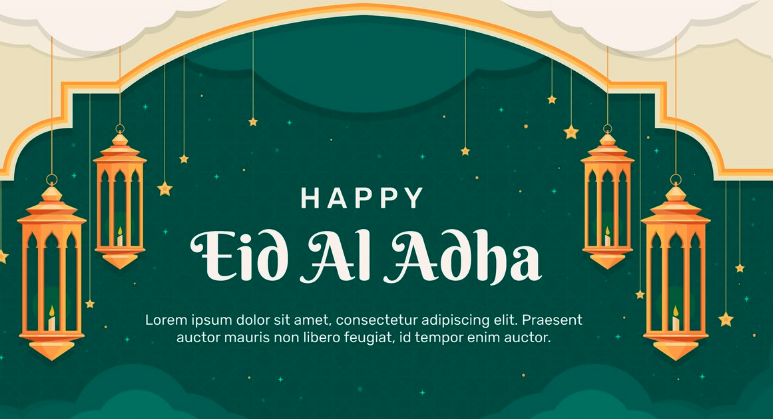 HAPPY
Eid Al Adha
Lorem ipsum dolor sit amet, consectetur adipiscing elit. Praesent
auctor mauris non libero feugiat, id tempor enim auctor.